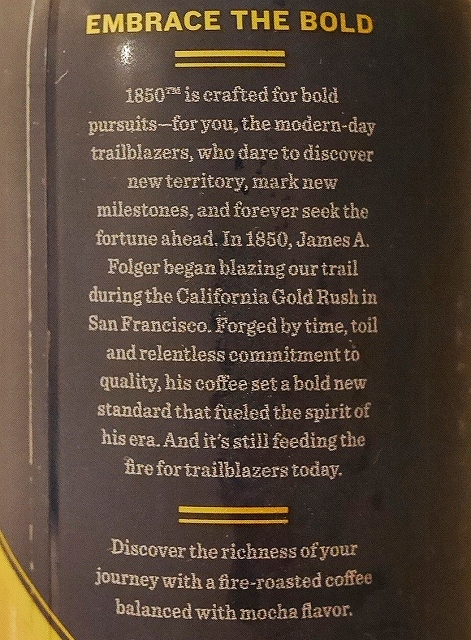 EMBRACE THE BOLD
1850™ is crafted for bold
pursuits—for you, the modern-day
trailblazers, who dare to discover
new territory, mark new
milestones, and forever seek the
fortune ahead. In 1850, James A.
Folger began blazing our trail
during the California Gold Rush in
San Francisco. Forged by time, toil
and relentless commitment to
quality, his coffee set a bold new
standard that fueled the spirit of
his era. And it's still feeding the
fire for trailblazers today.
Discover the richness of your
journey with a fire-roasted coffee
balanced with mocha flavor.